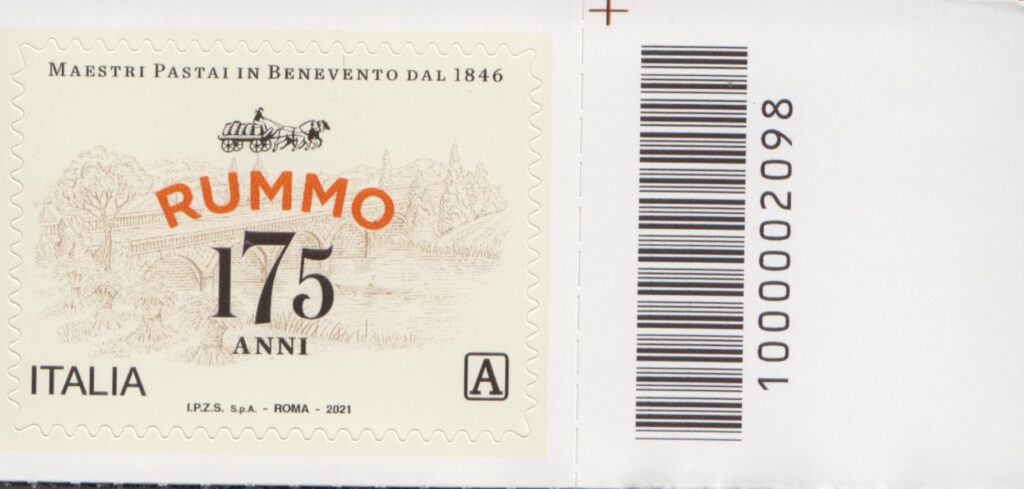 MAESTRI PASTAI IN BENEVENTO DAL 1846
RUMMO
175
ANNI
ITALIA
A
I.P.Z.S. S.p.A. - ROMA - 2021
1000002098